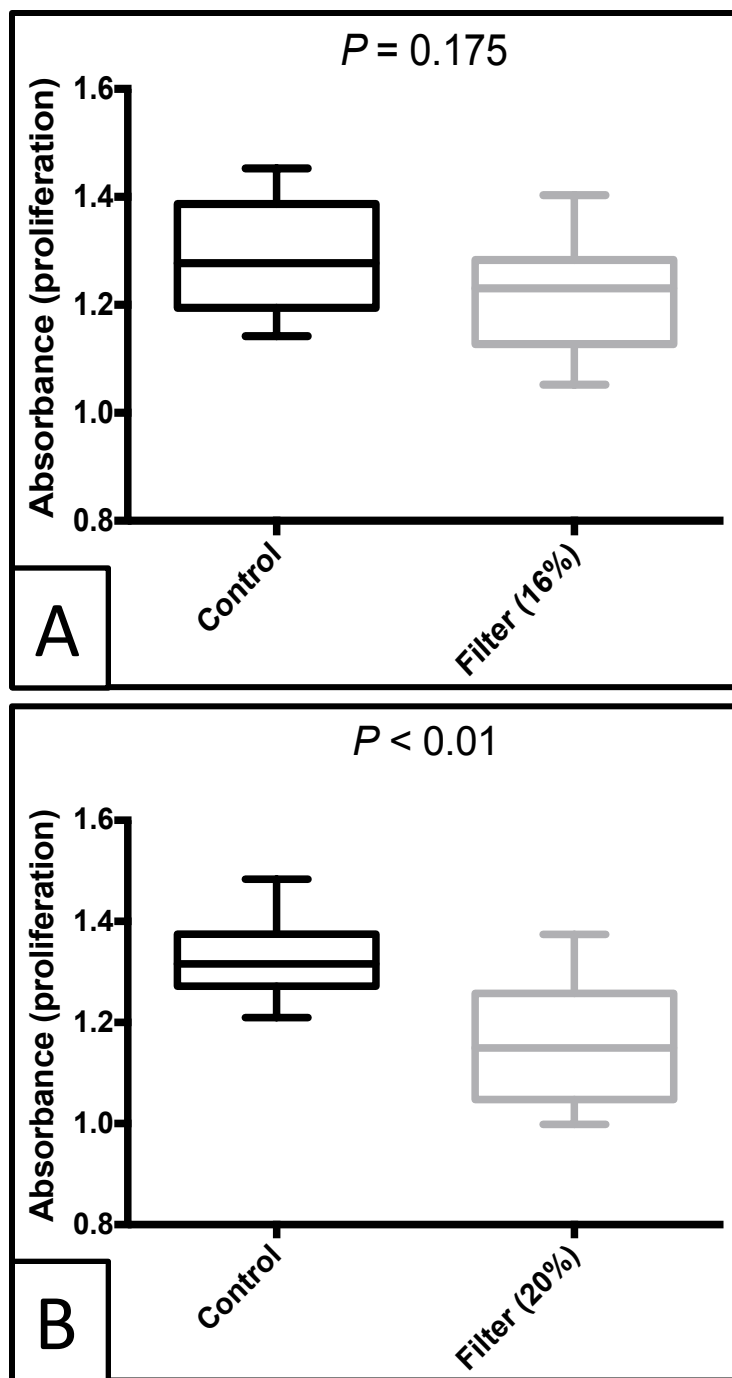 P = 0.175
Absorbance (proliferation)
1.6
1.4
1.2
1.0
0.8
Control
Filter (16%)
A
P < 0.01
Absorbance (proliferation)
1.6
1.4
1.2
1.0
0.8
Control
Filter (20%)
B